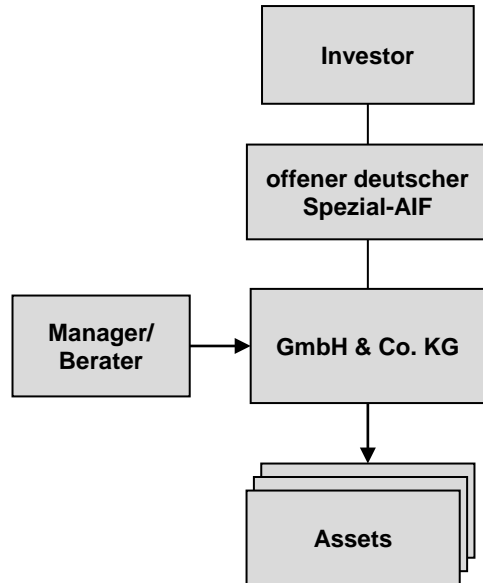 Investor
offener deutscher
Spezial-AIF
Manager/
Berater
GmbH & Co. KG
Assets